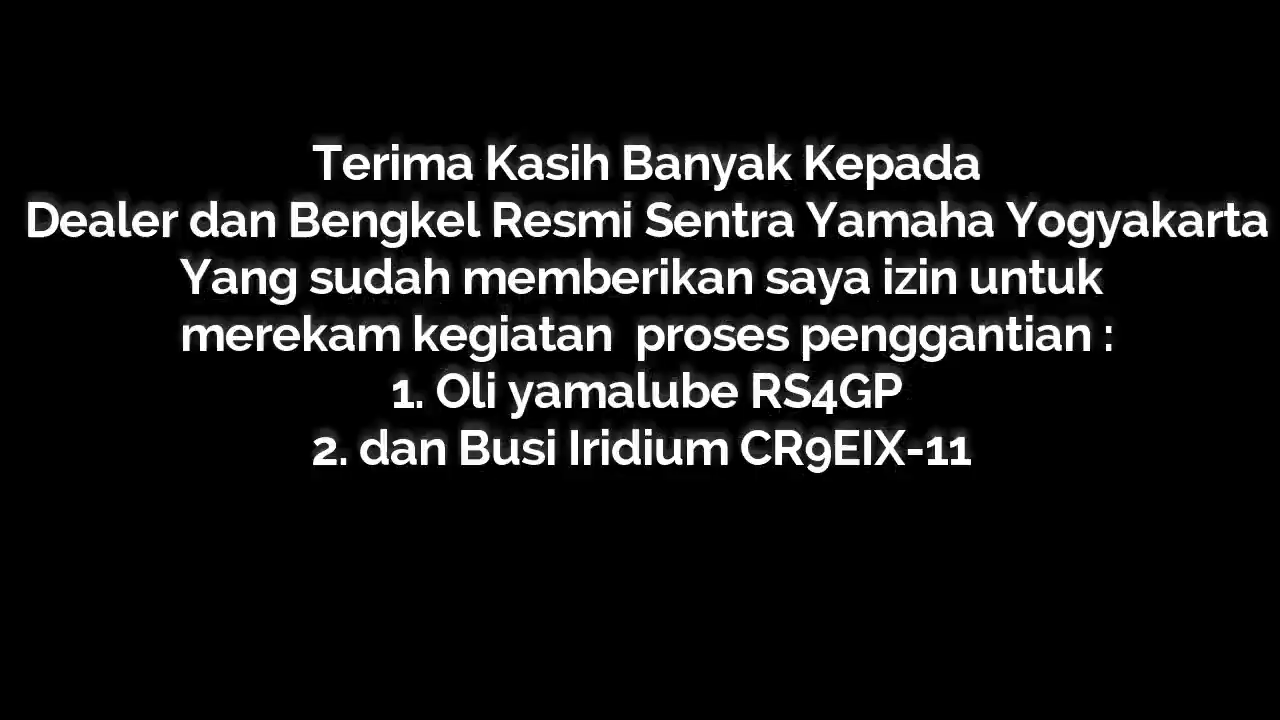 Terima Kasih Banyak Kepada
Dealer dan Bengkel Resmi Sentra Yamaha Yogyakarta
Yang sudah memberikan saya izin untuk
merekam kegiatan  proses penggantian :
1. Oli yamalube RS4GP
2. dan Busi Iridium CR9EIX-11